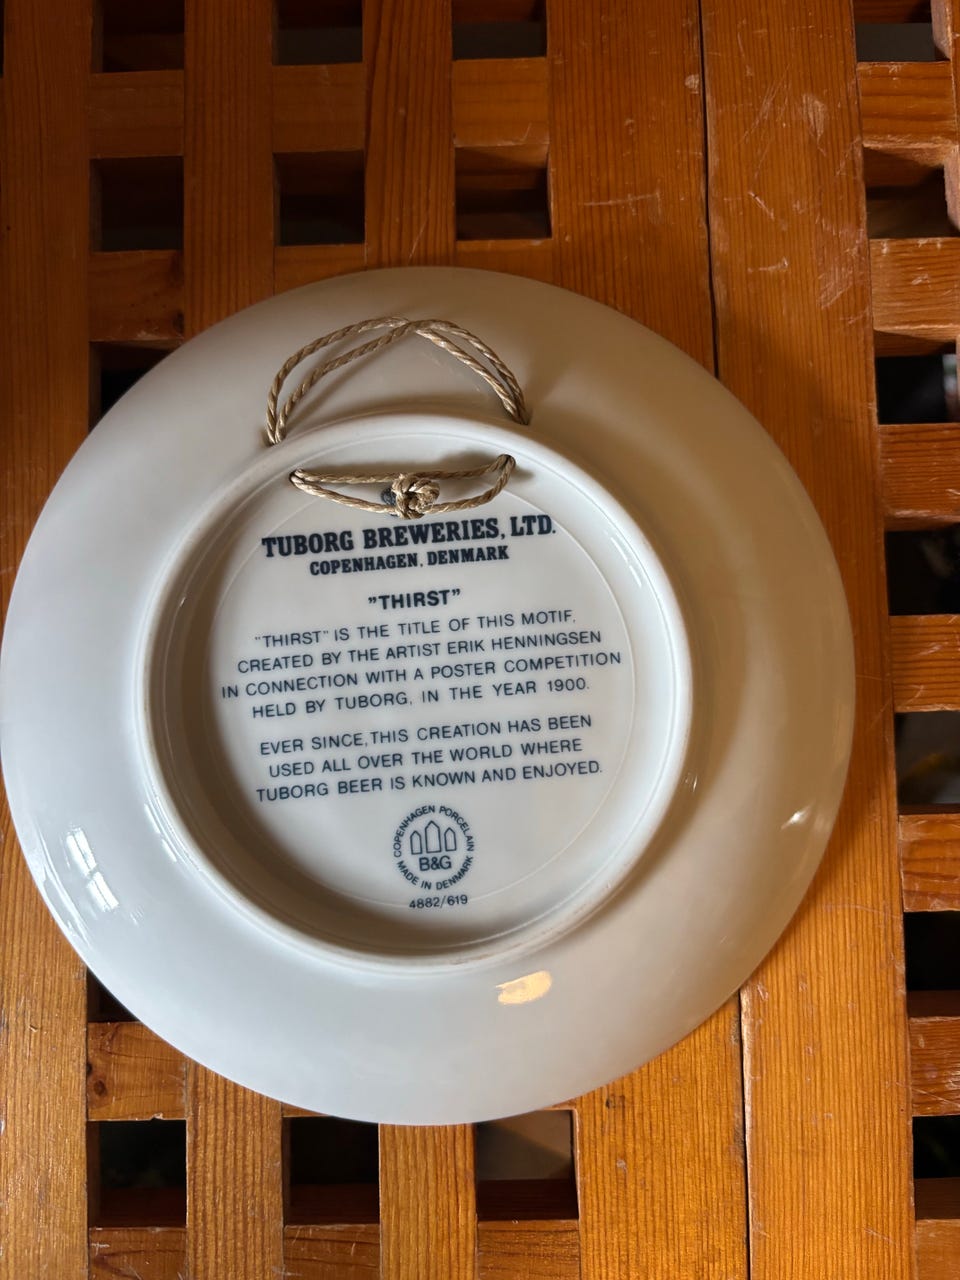 TUBORG BREWERIES, LTD.
COPENHAGEN, DENMARK
"THIRST"
"THIRST" IS THE TITLE OF THIS MOTIF,
CREATED BY THE ARTIST ERIK HENNINGSEN
IN CONNECTION WITH A POSTER COMPETITION
HELD BY TUBORG, IN THE YEAR 1900.
EVER SINCE, THIS CREATION HAS BEEN
USED ALL OVER THE WORLD WHERE
TUBORG BEER IS KNOWN AND ENJOYED.
COPENHAGEN PORCELAIN
B&G
MADE IN DENMARK
4882/619